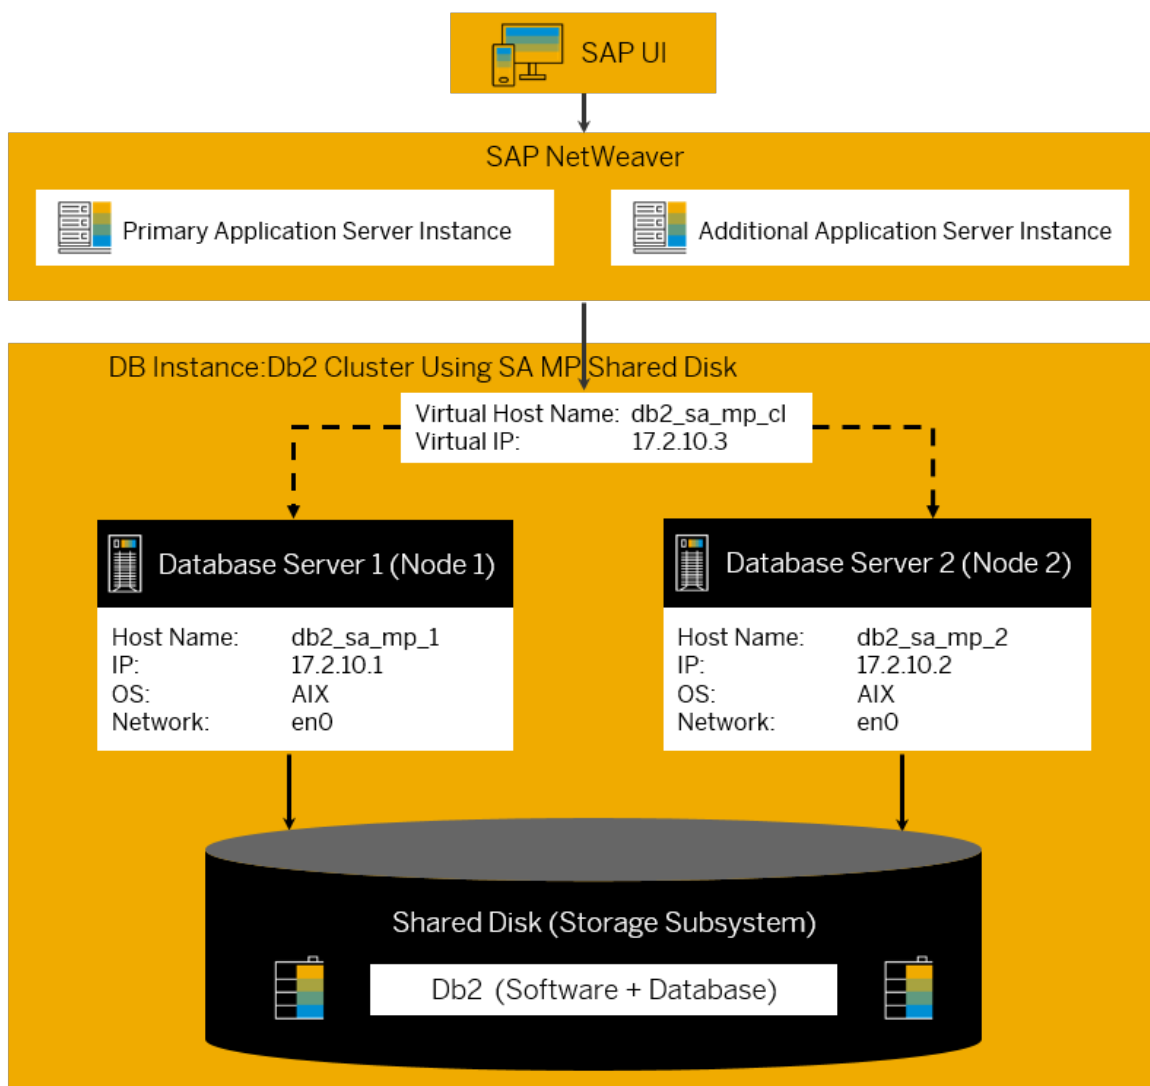 SAP UI
SAP NetWeaver
Primary Application Server Instance
Additional Application Server Instance
DB Instance:Db2 Cluster Using SA MP Shared Disk
Virtual Host Name: db2_sa_mp_cl
Virtual IP: 17.2.10.3
Database Server 1 (Node 1)
Host Name: db2_sa_mp_1
IP: 17.2.10.1
OS: AIX
Network: en0
Database Server 2 (Node 2)
Host Name: db2_sa_mp_2
IP: 17.2.10.2
OS: AIX
Network: en0
Shared Disk (Storage Subsystem)
Db2 (Software + Database)